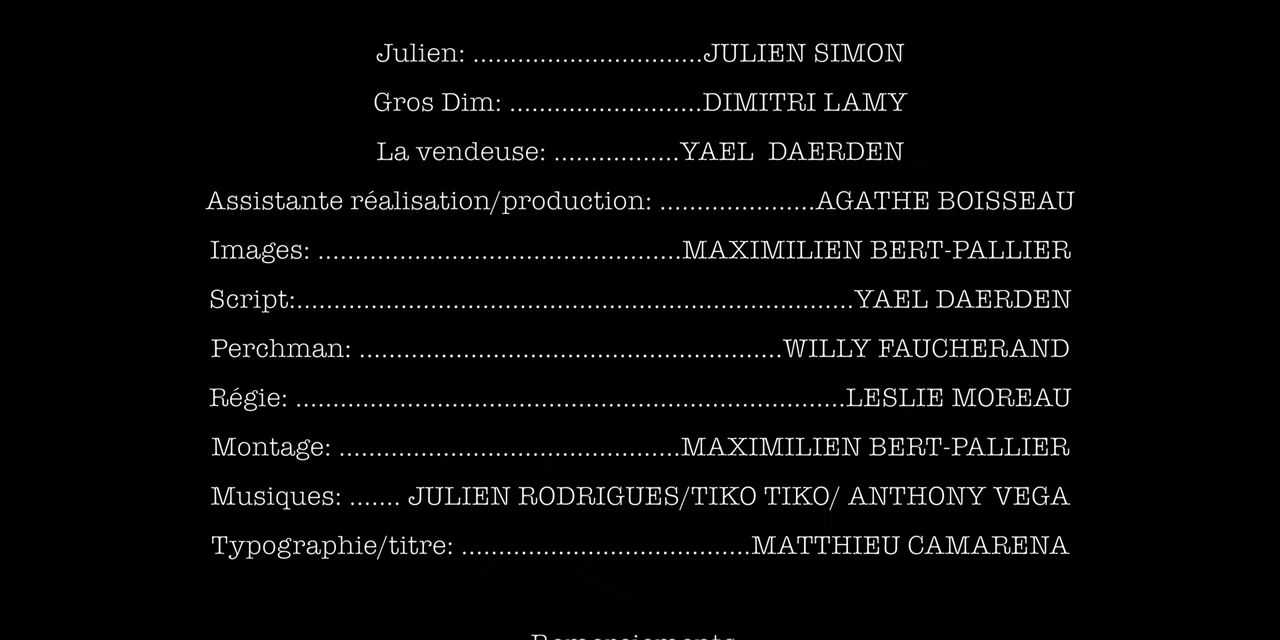 Julien: ...............................JULIEN SIMON
Gros Dim: ..........................DIMITRI LAMY
La vendeuse: .................YAEL  DAERDEN
Assistante réalisation/production: .....................AGATHE BOISSEAU
Images: .................................................MAXIMILIEN BERT-PALLIER
Script:...........................................................................YAEL DAERDEN
Perchman: .........................................................WILLY FAUCHERAND
Régie: ..........................................................................LESLIE MOREAU
Montage: ..............................................MAXIMILIEN BERT-PALLIER
Musiques: ....... JULIEN RODRIGUES/TIKO TIKO/ ANTHONY VEGA
Typographie/titre: .......................................MATTHIEU CAMARENA
Remerciements